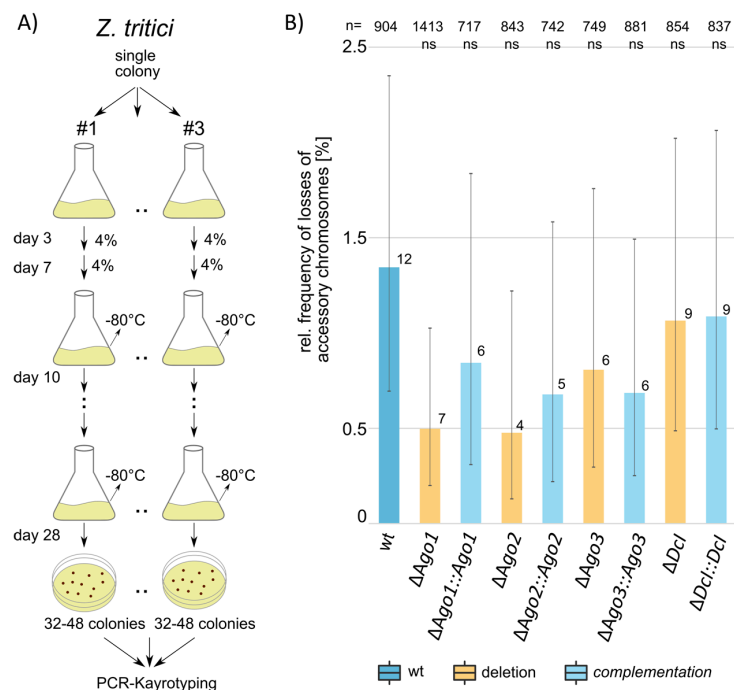 A)
Z. tritici
single
colony
#1
#3
..
day 3
4%
4%
day 7
4%
4%
-80°C
-80°C
..
day 10
:
:
-80°C
-80°C
..
day 28
..
32-48 colonies
32-48 colonies
PCR-Kayrotyping
B)
n= 904 1413 717 843 742 749 881 854 837
ns ns ns ns ns ns ns ns
rel. frequency of losses of
accessory chromosomes [%]
2.5
1.5
0.5
0
12
7
6
4
5
6
6
9
9
wt
ΔAgo1
ΔAgo1::Ago1
ΔAgo2
ΔAgo2::Ago2
ΔAgo3
ΔAgo3::Ago3
ΔDcl
ΔDcl::Dcl
wt
deletion
complementation